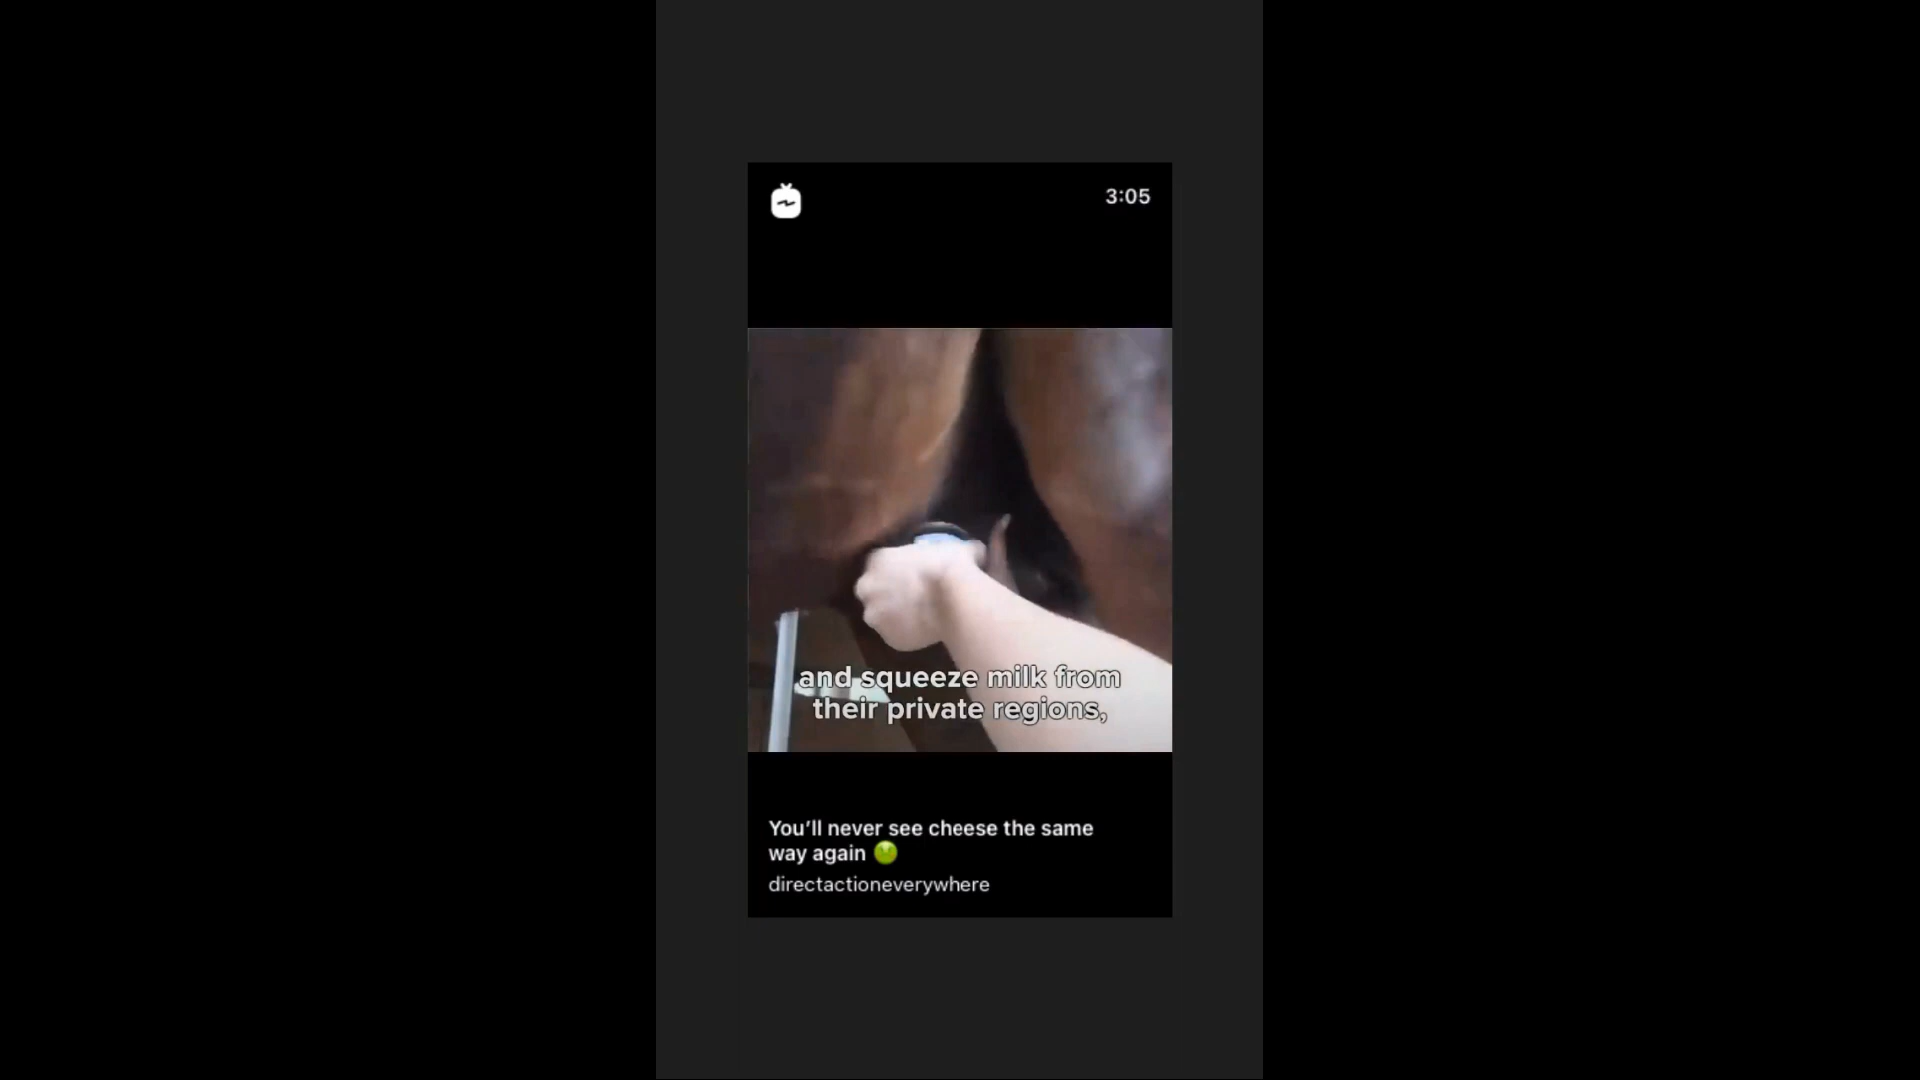 3:05
and squeeze milk from
their private regions,
You'll never see cheese the same
way again 🤢
directactioneverywhere